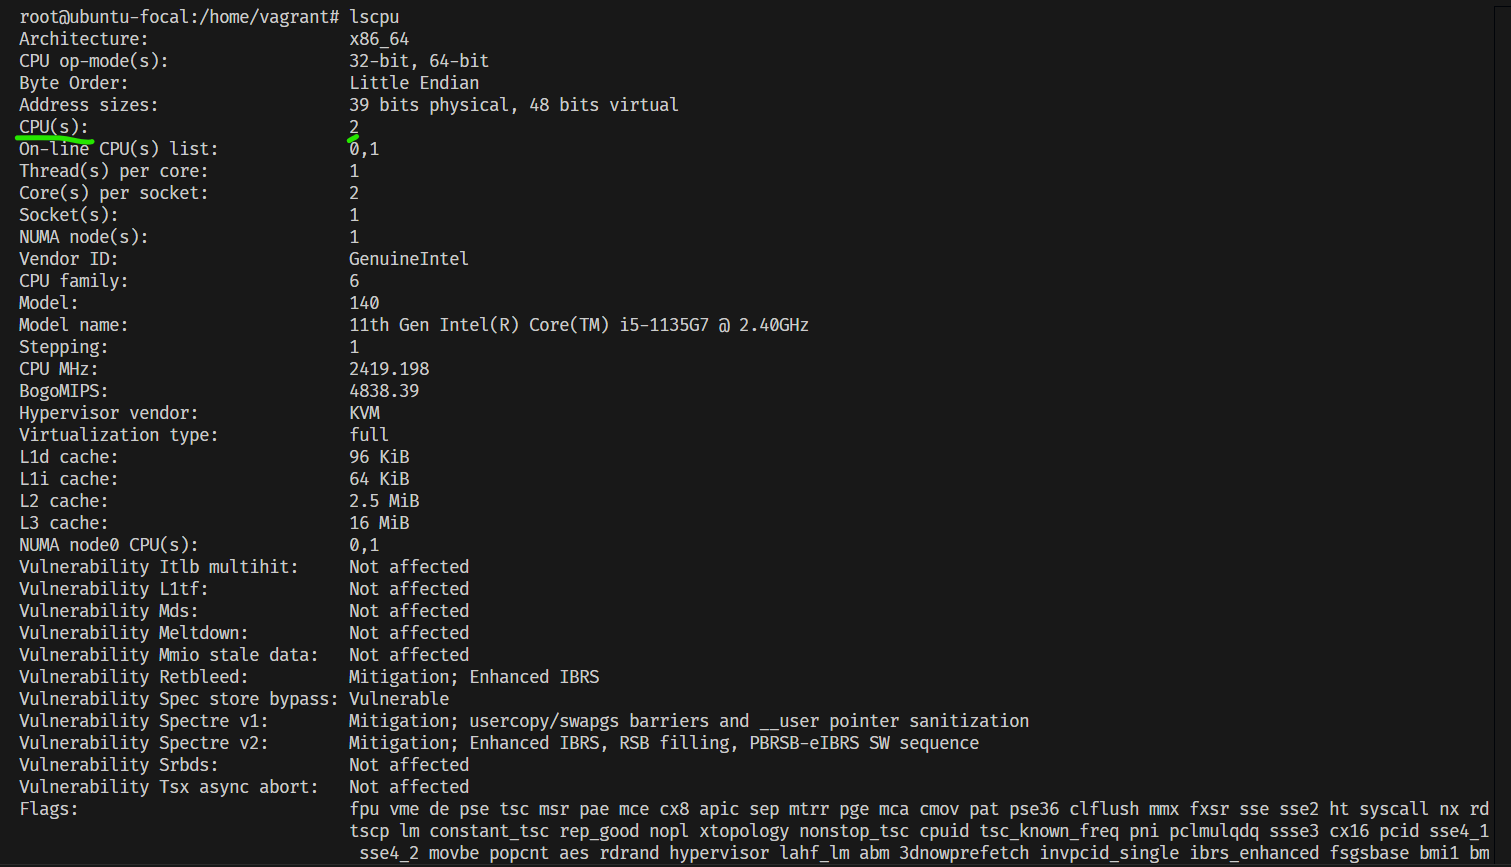 root@ubuntu-focal:/home/vagrant# lscpu
Architecture: x86_64
CPU op-mode(s): 32-bit, 64-bit
Byte Order: Little Endian
Address sizes: 39 bits physical, 48 bits virtual
CPU(s): 2
On-line CPU(s) list: 0,1
Thread(s) per core: 1
Core(s) per socket: 2
Socket(s): 1
NUMA node(s): 1
Vendor ID: GenuineIntel
CPU family: 6
Model: 140
Model name: 11th Gen Intel(R) Core(TM) i5-1135G7 @ 2.40GHz
Stepping: 1
CPU MHz: 2419.198
BogoMIPS: 4838.39
Hypervisor vendor: KVM
Virtualization type: full
L1d cache: 96 KiB
L1i cache: 64 KiB
L2 cache: 2.5 MiB
L3 cache: 16 MiB
NUMA node0 CPU(s): 0,1
Vulnerability Itlb multihit: Not affected
Vulnerability L1tf: Not affected
Vulnerability Mds: Not affected
Vulnerability Meltdown: Not affected
Vulnerability Mmio stale data: Not affected
Vulnerability Retbleed: Mitigation; Enhanced IBRS
Vulnerability Spec store bypass: Vulnerable
Vulnerability Spectre v1: Mitigation; usercopy/swapgs barriers and __user pointer sanitization
Vulnerability Spectre v2: Mitigation; Enhanced IBRS, RSB filling, PBRSB-eIBRS SW sequence
Vulnerability Srbds: Not affected
Vulnerability Tsx async abort: Not affected
Flags: fpu vme de pse tsc msr pae mce cx8 apic sep mtrr pge mca cmov pat pse36 clflush mmx fxsr sse sse2 ht syscall nx rd
tscp lm constant_tsc rep_good nopl xtopology nonstop_tsc cpuid tsc_known_freq pni pclmulqdq ssse3 cx16 pcid sse4_1
sse4_2 movbe popcnt aes rdrand hypervisor lahf_lm abm 3dnowprefetch invpcid_single ibrs_enhanced fsgsbase bmi1 bm